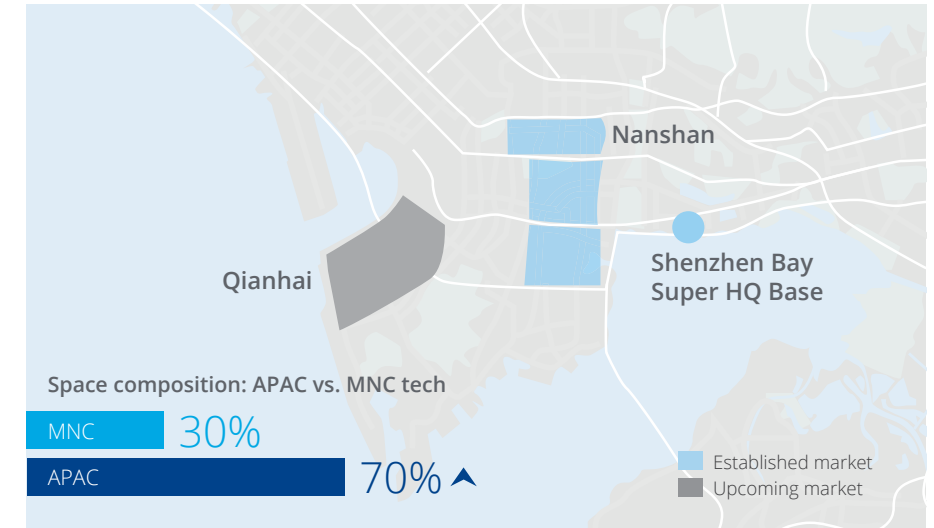 Nanshan
Shenzhen Bay
Super HQ Base
Qianhai
Space composition: APAC vs. MNC tech
MNC 30%
APAC 70%
Established market
Upcoming market